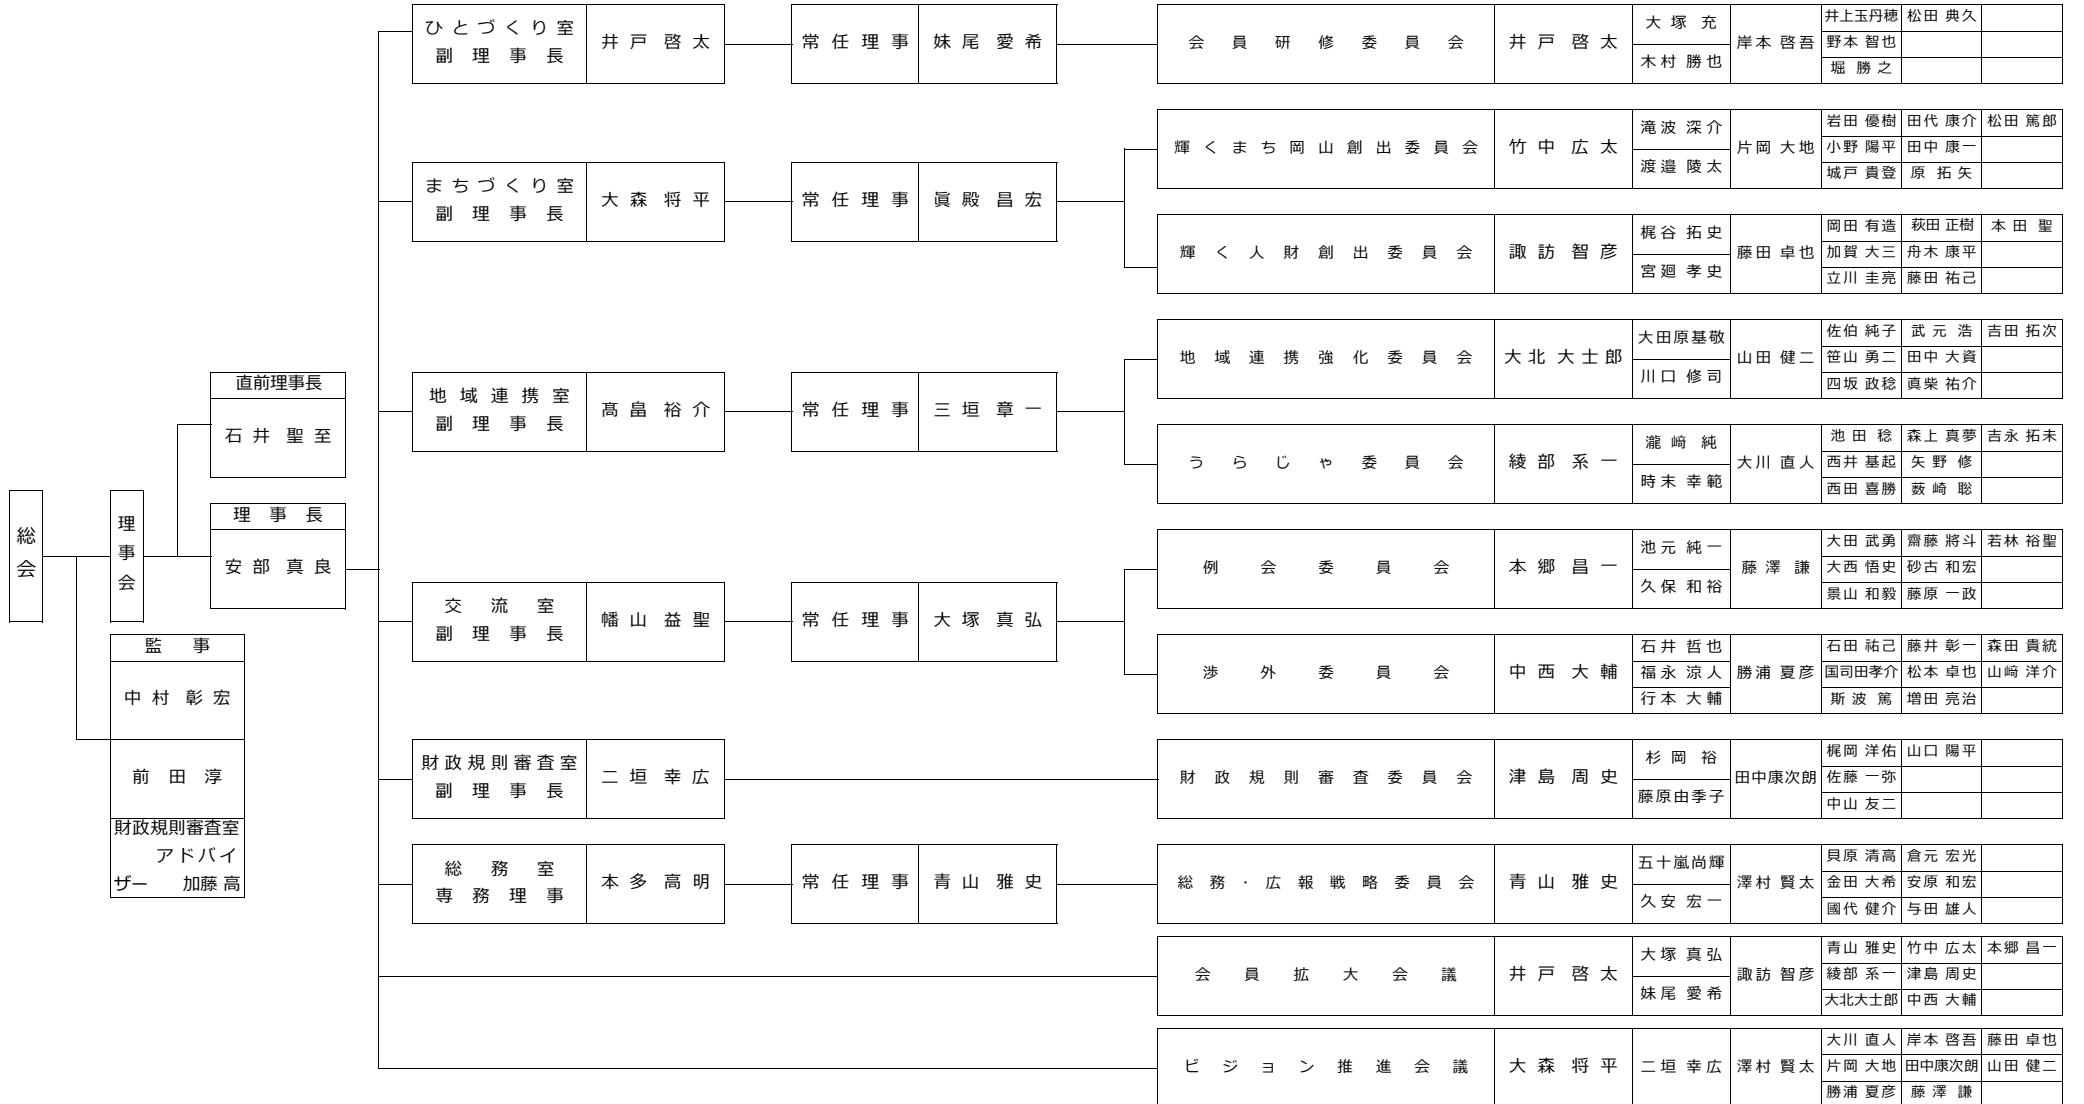 総会
理事会
直前理事長
石井 聖至
理事長
安部 真良
監事
中村 彰宏
前田 淳
財政規則審査室
アドバイ
ザー 加藤 高
ひとづくり室
副理事長
井戸 啓太
常任理事
妹尾 愛希
会員研修委員会
井戸 啓太
大塚 充
木村 勝也
岸本 啓吾
井上玉丹穂 松田 典久
野本 智也
堀 勝之
まちづくり室
副理事長
大森 将平
常任理事
眞殿 昌宏
輝くまち岡山創出委員会
竹中 広太
滝波 深介
渡邉 陵太
片岡 大地
岩田 優樹 田代 康介 松田 篤郎
小野 陽平 田中 康一
城戸 貴登 原 拓矢
輝く人財創出委員会
諏訪 智彦
梶谷 拓史
宮廻 孝史
藤田 卓也
岡田 有造 萩田 正樹 本田 聖
加賀 大三 舟木 康平
立川 圭亮 藤田 祐己
地域連携室
副理事長
髙畠 裕介
常任理事
三垣 章一
地域連携強化委員会
大北 大士郎
大田原基敬
川口 修司
山田 健二
佐伯 純子 武元 浩 吉田 拓次
笹山 勇二 田中 大資
四坂 政稔 真柴 祐介
うらじゃ委員会
綾部 系一
瀧﨑 純
時末 幸範
大川 直人
池田 稔 森上 真夢 吉永 拓未
西井 基起 矢野 修
西田 喜勝 薮崎 聡
交流室
副理事長
幡山 益聖
常任理事
大塚 真弘
例会委員会
本郷 昌一
池元 純一
久保 和裕
藤澤 謙
大田 武勇 齋藤 將斗 若林 裕聖
大西 悟史 砂古 和宏
景山 和毅 藤原 一政
渉外委員会
中西 大輔
石井 哲也
福永 涼人
行本 大輔
勝浦 夏彦
石田 祐己 藤井 彰一 森田 貴統
国司田孝介 松本 卓也 山﨑 洋介
斯波 篤 増田 亮治
財政規則審査室
副理事長
二垣 幸広
財政規則審査委員会
津島 周史
杉岡 裕
藤原由季子
田中康次朗
梶岡 洋佑 山口 陽平
佐藤 一弥
中山 友二
総務室
専務理事
本多 高明
常任理事
青山 雅史
総務・広報戦略委員会
青山 雅史
五十嵐尚輝
久安 宏一
澤村 賢太
貝原 清高 倉元 宏光
金田 大希 安原 和宏
國代 健介 与田 雄人
会員拡大会議
井戸 啓太
大塚 真弘
妹尾 愛希
諏訪 智彦
青山 雅史 竹中 広太 本郷 昌一
綾部 系一 津島 周史
大北大士郎 中西 大輔
ビジョン推進会議
大森 将平
二垣 幸広
澤村 賢太
大川 直人 岸本 啓吾 藤田 卓也
片岡 大地 田中康次朗 山田 健二
勝浦 夏彦 藤澤 謙